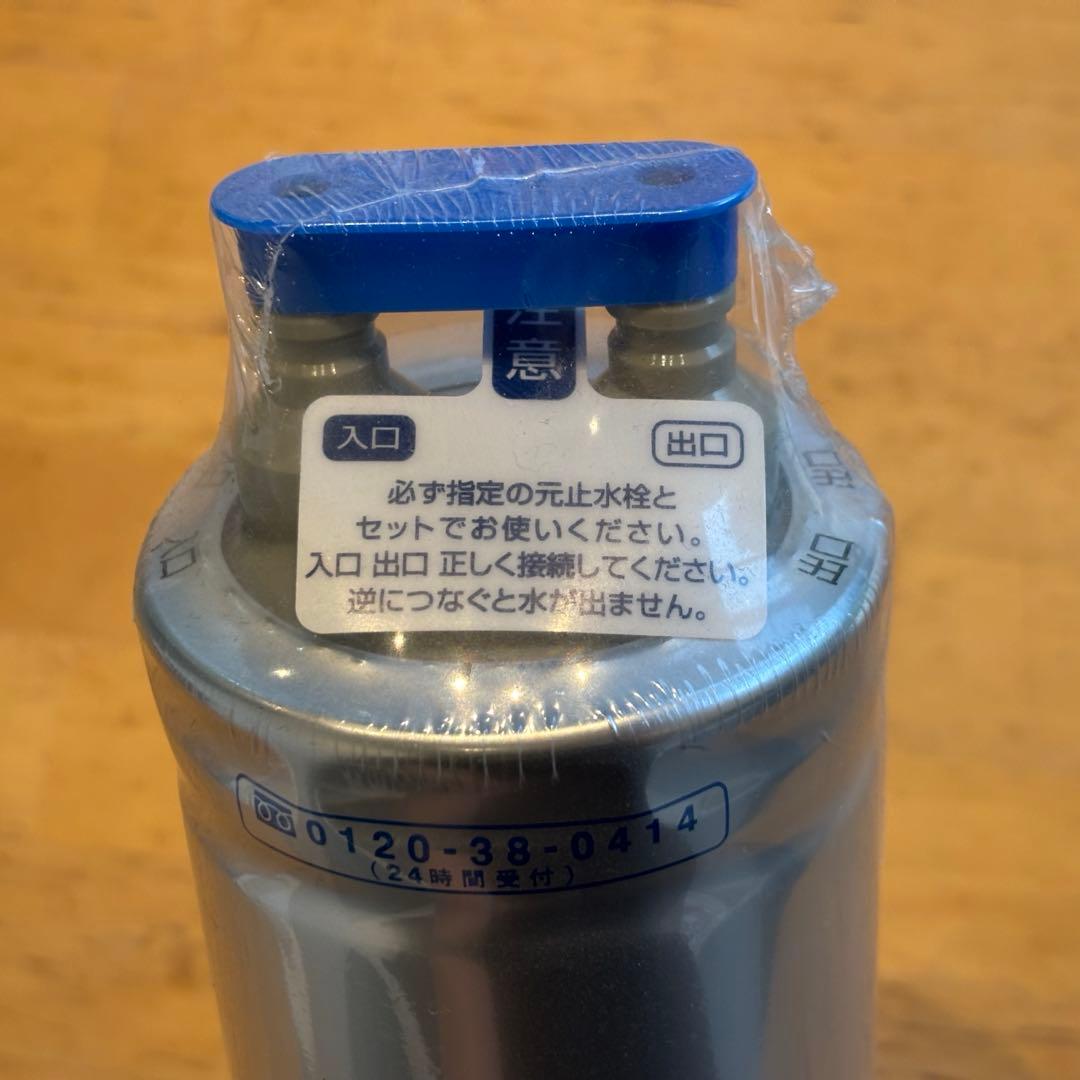 注意
入口 出口
必ず指定の元止水栓と
セットでお使いください。
入口 出口 正しく接続してください。
逆につなぐと水が出ません。
出口
0120-38-0414
(24時間受付)